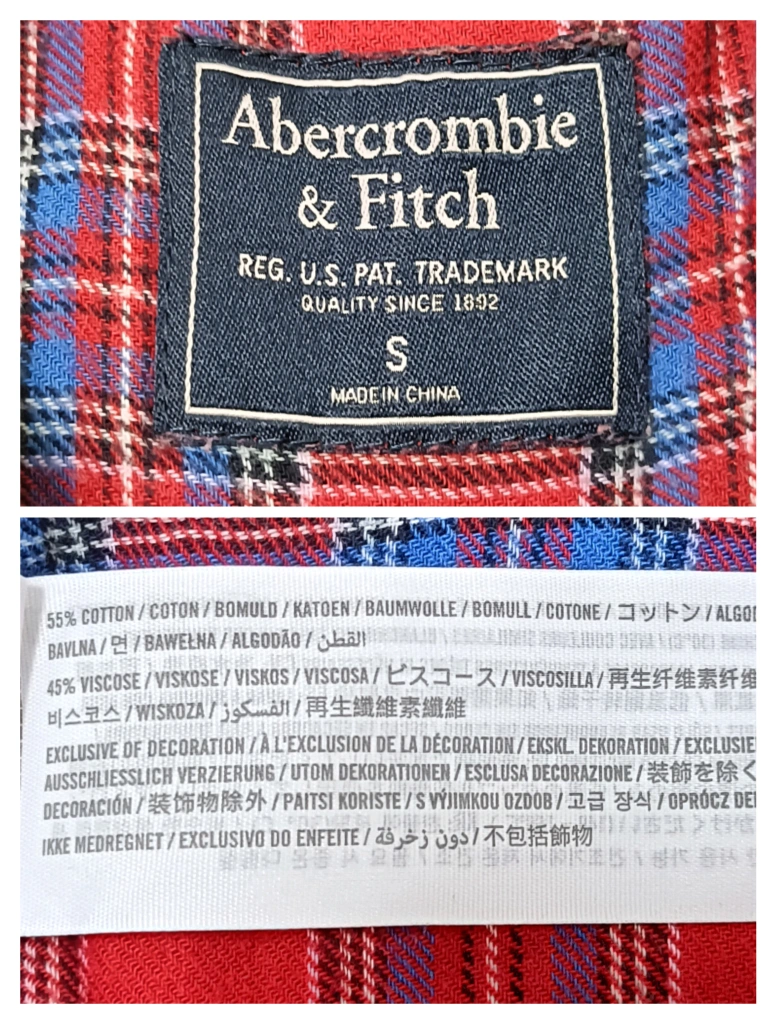 Abercrombie
& Fitch
REG. U.S. PAT. TRADEMARK
QUALITY SINCE 1892
S
MADE IN CHINA
55% COTTON / COTON / BOMULD / KATOEN / BAUMWOLLE / BOMULL / COTONE / コットン / ALGOD
BAVLNA / 면 / BAWEŁNA / ALGODÃO / القطن
45% VISCOSE / VISKOSE / VISKOS / VISCOSA / ビスコース / VISCOSILLA / 再生纤维素纤维
비스코스 / WISKOZA / الفسكوز / 再生纖維素纖維
EXCLUSIVE OF DECORATION / À L'EXCLUSION DE LA DÉCORATION / EKSKL. DEKORATION / EXCLUSIE
AUSSCHLIESSLICH VERZIERUNG / UTOM DEKORATIONEN / ESCLUSA DECORAZIONE / 装飾を除く
DECORACIÓN / 装饰物除外 / PAITSI KORISTE / S VÝJIMKOU OZDOB / 고급 장식 / OPRÓCZ DE
IKKE MEDREGNET / EXCLUSIVO DO ENFEITE / دون زخرفة / 不包括飾物